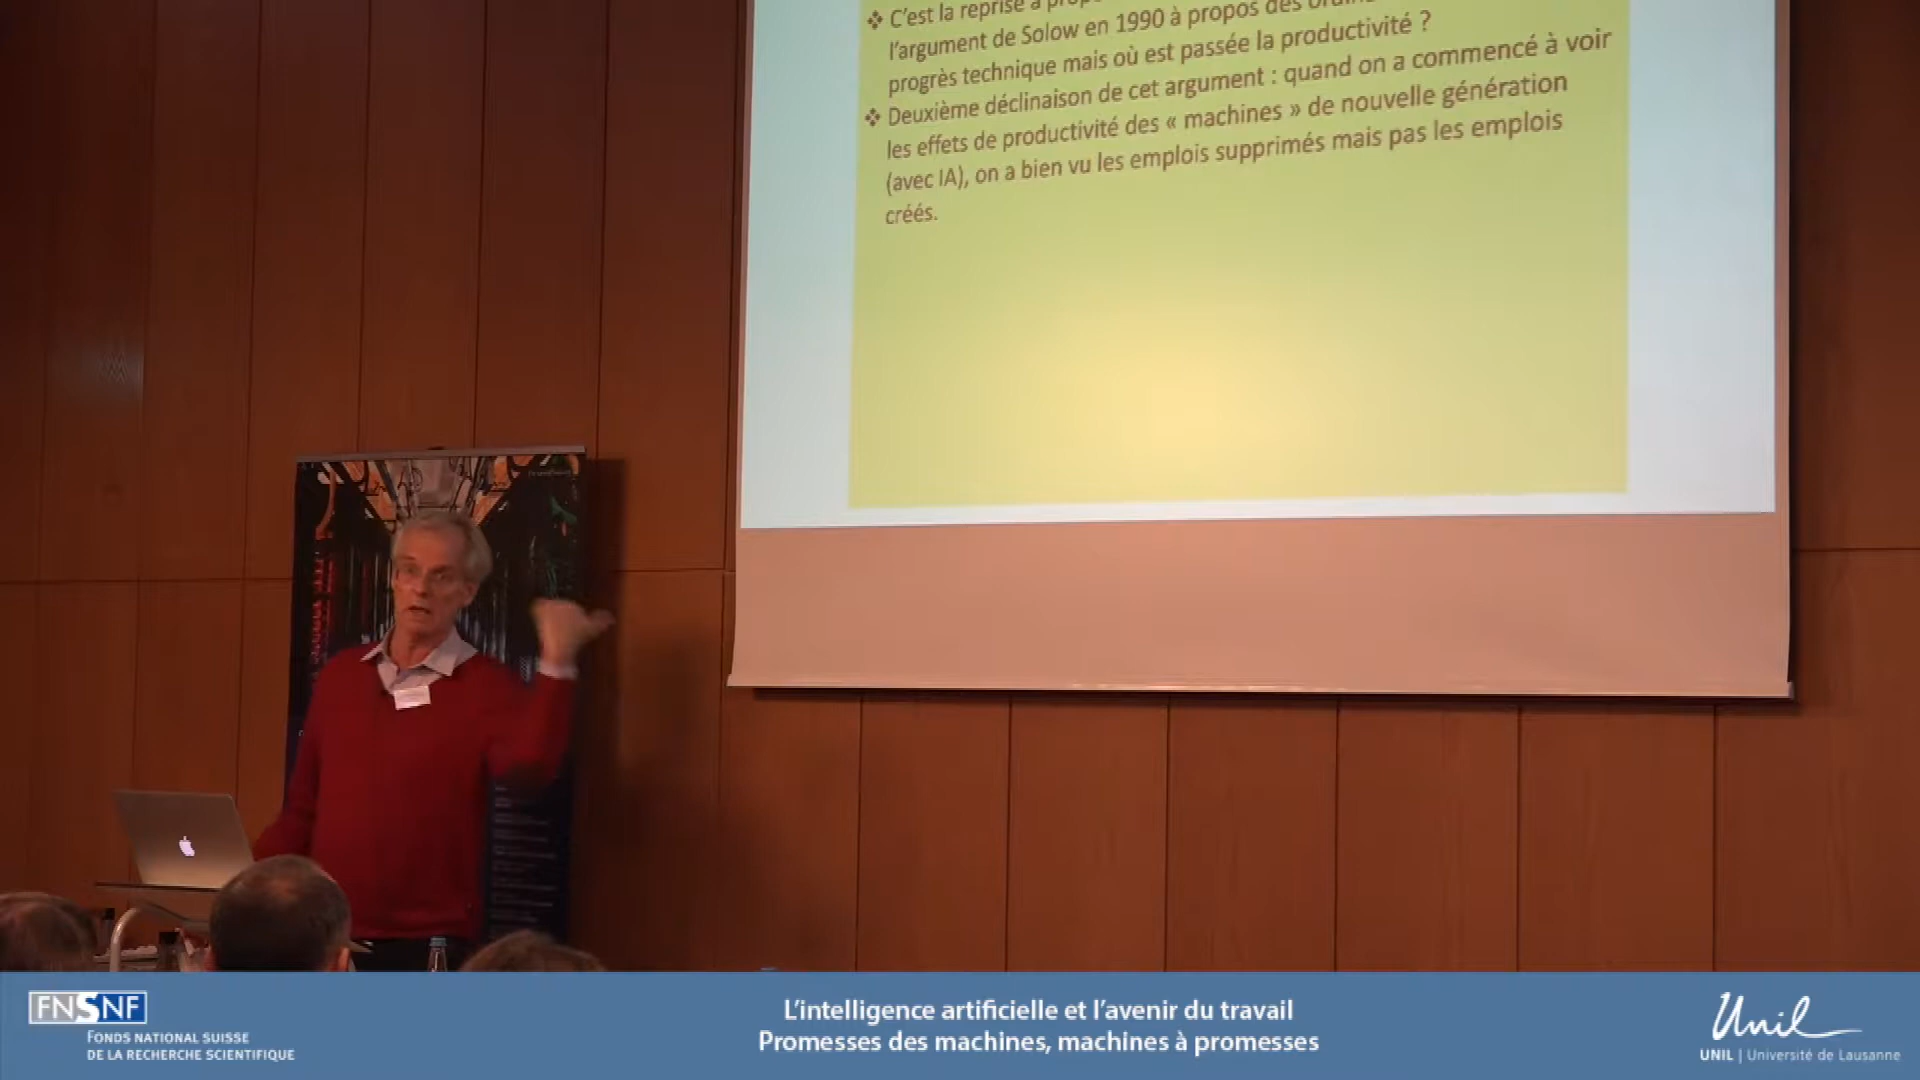 ❖ C'est la reprise à
l'argument de Solow en 1990 à propos des
progrès technique mais où est passée la productivité ?
❖ Deuxième déclinaison de cet argument : quand on a commencé à voir
les effets de productivité des « machines » de nouvelle génération
(avec IA), on a bien vu les emplois supprimés mais pas les emplois
créés.
FNSNF
FONDS NATIONAL SUISSE
DE LA RECHERCHE SCIENTIFIQUE
L'intelligence artificielle et l'avenir du travail
Promesses des machines, machines à promesses
Unil
UNIL | Université de Lausanne